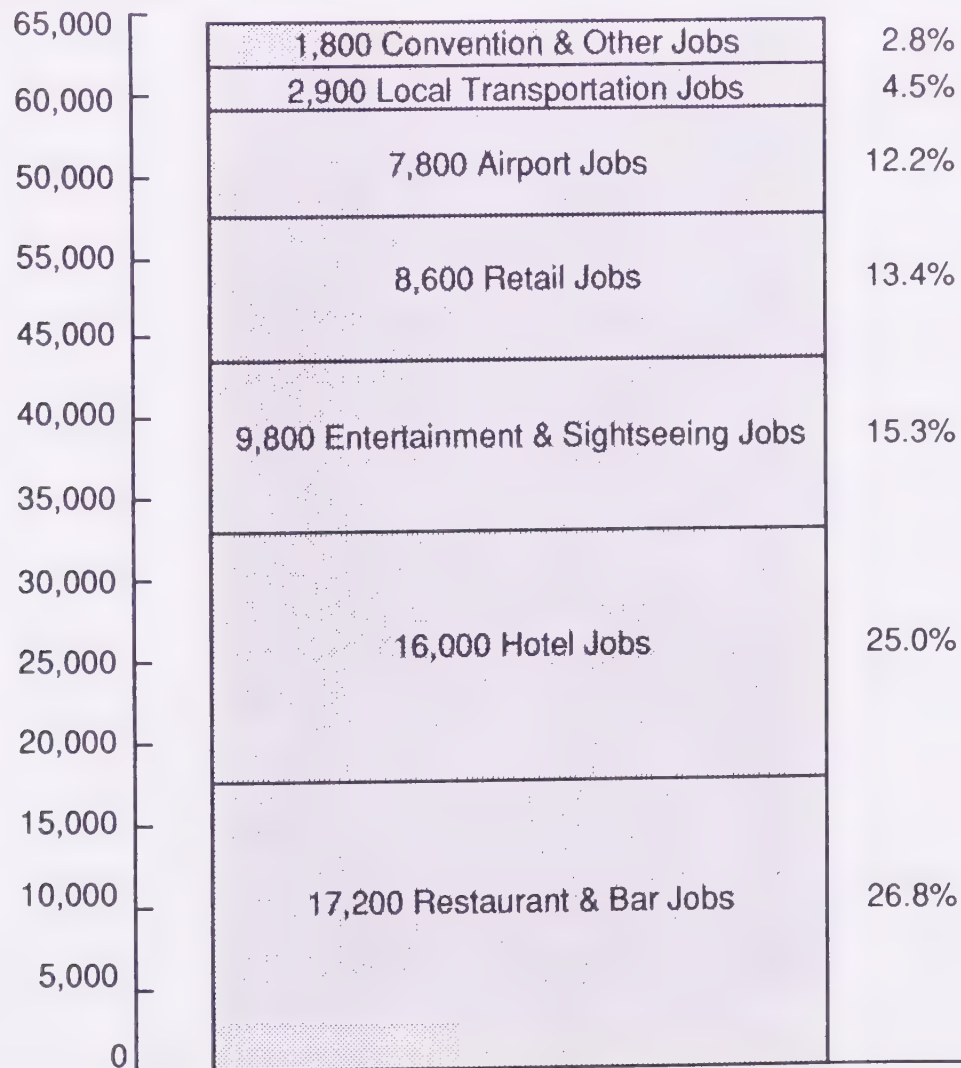 65,000
1,800 Convention & Other Jobs 2.8%
60,000
2,900 Local Transportation Jobs 4.5%
50,000
7,800 Airport Jobs 12.2%
55,000
8,600 Retail Jobs 13.4%
45,000
40,000
9,800 Entertainment & Sightseeing Jobs 15.3%
35,000
30,000
25,000
16,000 Hotel Jobs 25.0%
20,000
15,000
10,000
17,200 Restaurant & Bar Jobs 26.8%
5,000
0